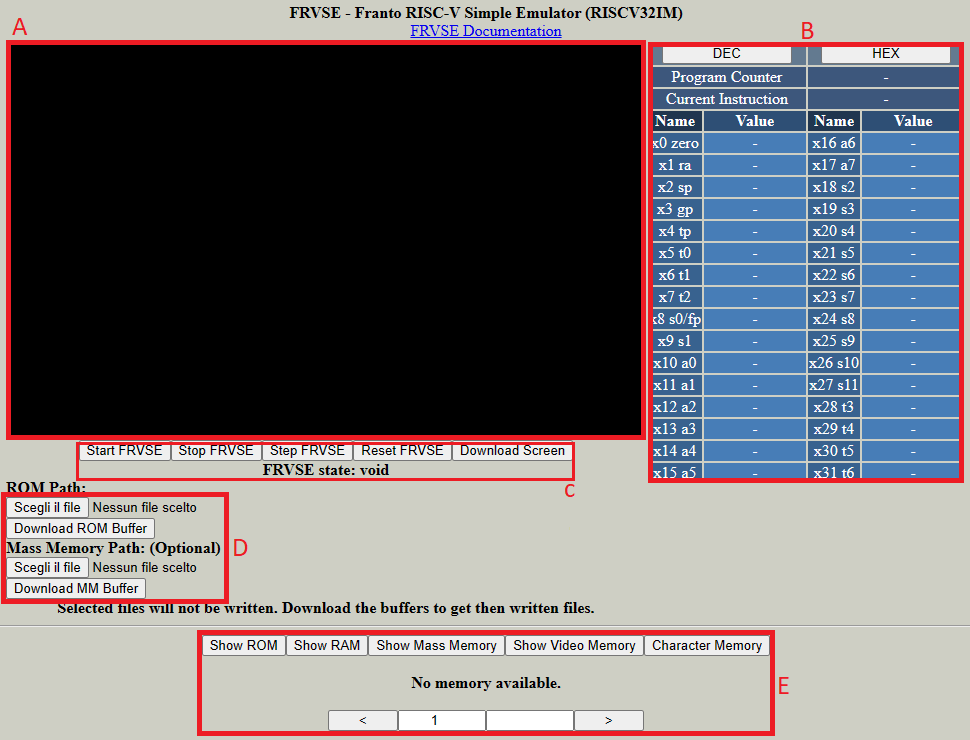 FRVSE - Franto RISC-V Simple Emulator (RISCV32IM)
FRVSE Documentation
A
B
DEC HEX
Program Counter -
Current Instruction -
Name Value Name Value
x0 zero - x16 a6 -
x1 ra - x17 a7 -
x2 sp - x18 s2 -
x3 gp - x19 s3 -
x4 tp - x20 s4 -
x5 t0 - x21 s5 -
x6 t1 - x22 s6 -
x7 t2 - x23 s7 -
x8 s0/fp - x24 s8 -
x9 s1 - x25 s9 -
x10 a0 - x26 s10 -
x11 a1 - x27 s11 -
x12 a2 - x28 t3 -
x13 a3 - x29 t4 -
x14 a4 - x30 t5 -
x15 a5 - x31 t6 -
Start FRVSE Stop FRVSE Step FRVSE Reset FRVSE Download Screen
FRVSE state: void
C
ROM Path:
Scegli il file Nessun file scelto
Download ROM Buffer
Mass Memory Path: (Optional)
D
Scegli il file Nessun file scelto
Download MM Buffer
Selected files will not be written. Download the buffers to get then written files.
Show ROM Show RAM Show Mass Memory Show Video Memory Character Memory
No memory available.
E
< 1 >